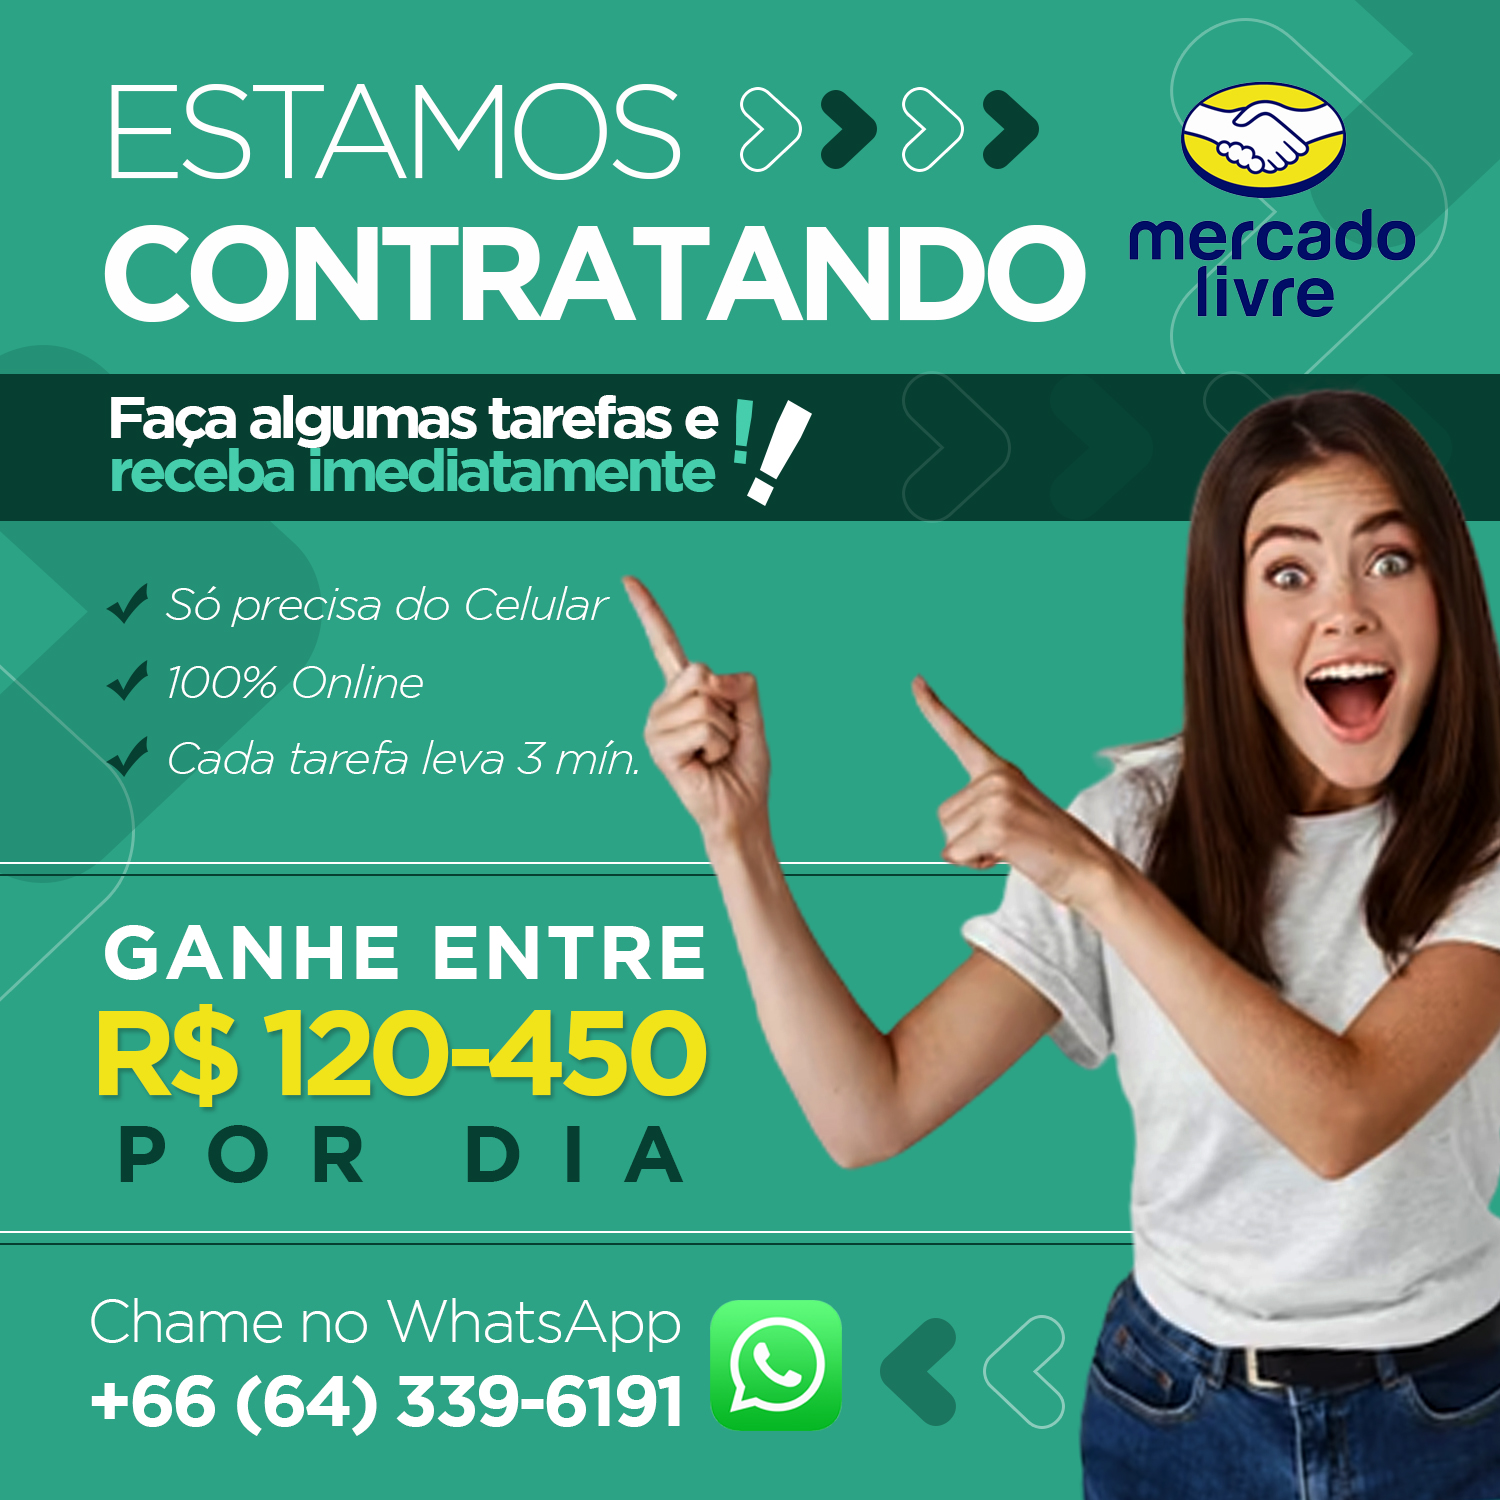 ESTAMOS
CONTRATANDO
mercado
livre
Faça algumas tarefas e
receba imediatamente !!
Só precisa do Celular
100% Online
Cada tarefa leva 3 mín.
GANHE ENTRE
R$ 120-450
POR DIA
Chame no WhatsApp
+66 (64) 339-6191